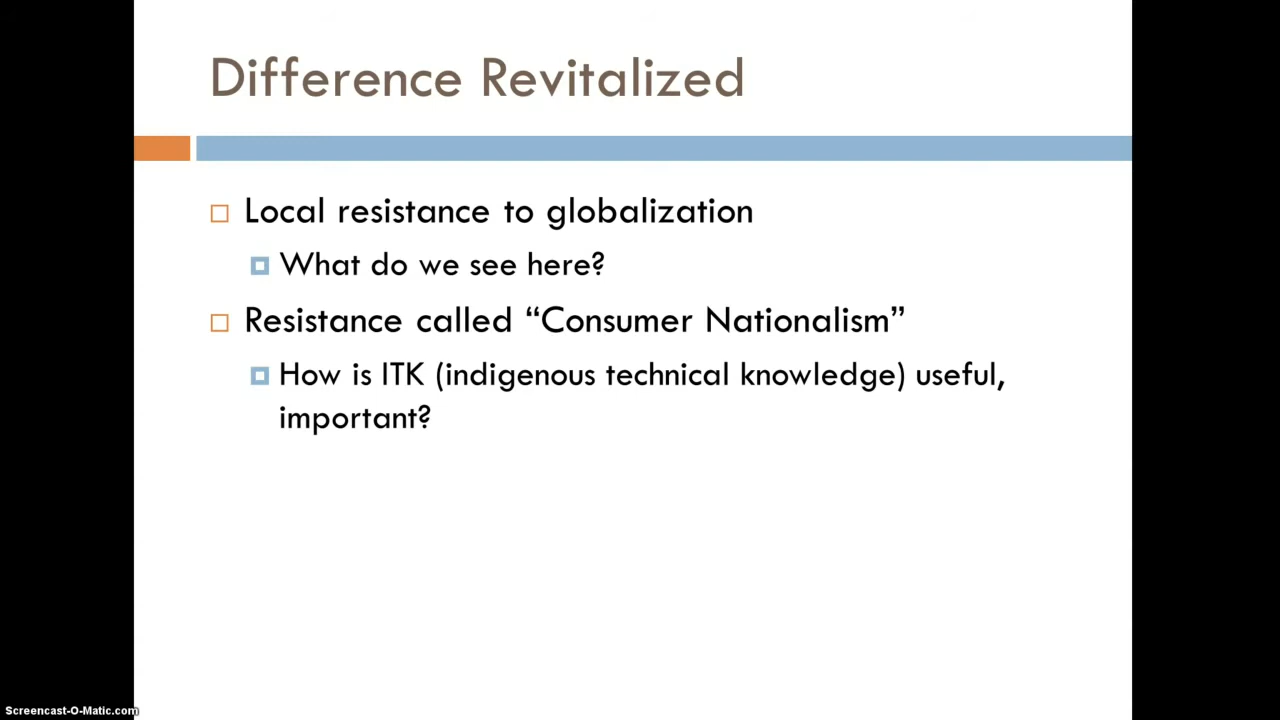 Difference Revitalized
Local resistance to globalization
What do we see here?
Resistance called “Consumer Nationalism”
How is ITK (indigenous technical knowledge) useful,
important?
Screencast-O-Matic.com